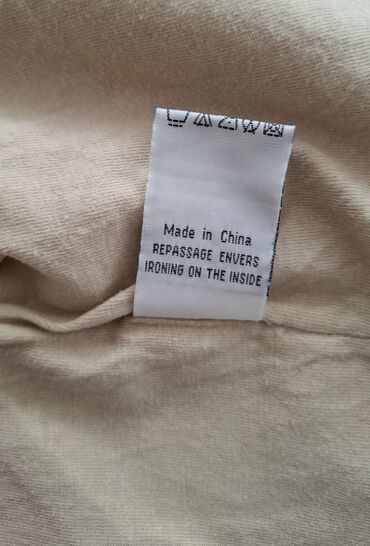 Made in China
REPASSAGE ENVERS
IRONING ON THE INSIDE